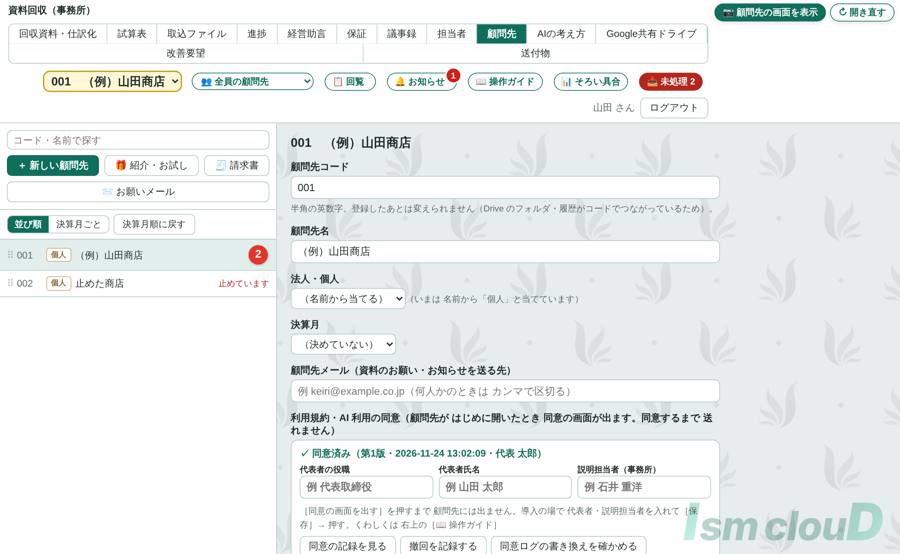 資料回収（事務所）
📷 顧問先の画面を表示
↻ 開き直す
回収資料・仕訳化 試算表 取込ファイル 進捗 経営助言 保証 議事録 担当者 顧問先 AIの考え方 Google共有ドライブ
改善要望 送付物
001 （例）山田商店
👥 全員の顧問先
📋 回覧
🔔 お知らせ 1
📖 操作ガイド
📊 そろい具合
📥 未処理 2
山田 さん ログアウト
コード・名前で探す
＋ 新しい顧問先
🎁 紹介・お試し
🧾 請求書
📨 お願いメール
並び順 決算月ごと 決算月順に戻す
001 個人 （例）山田商店 2
002 個人 止めた商店 止めています
001 （例）山田商店
顧問先コード
001
半角の英数字。登録したあとは変えられません（Drive のフォルダ・履歴がコードでつながっているため）。
顧問先名
（例）山田商店
法人・個人
（名前から当てる） （いまは 名前から「個人」と当てています）
決算月
（決めていない）
顧問先メール（資料のお願い・お知らせを送る先）
例 keiri@example.co.jp（何人かのときは カンマで区切る）
利用規約・AI 利用の同意（顧問先が はじめに開いたとき 同意の画面が出ます。同意するまで 送
れません）
✓ 同意済み（第1版・2026-11-24 13:02:09・代表 太郎）
代表者の役職 代表者氏名 説明担当者（事務所）
例 代表取締役 例 山田 太郎 例 石井 重洋
［同意の画面を出す］を押すまで 顧問先には出ません。導入の場で 代表者・説明担当者を入れて［保
存］→ 押す。くわしくは 右上の［📖 操作ガイド］
同意の記録を見る 撤回を記録する 同意ログの書き換えを確かめる
Ism clouD